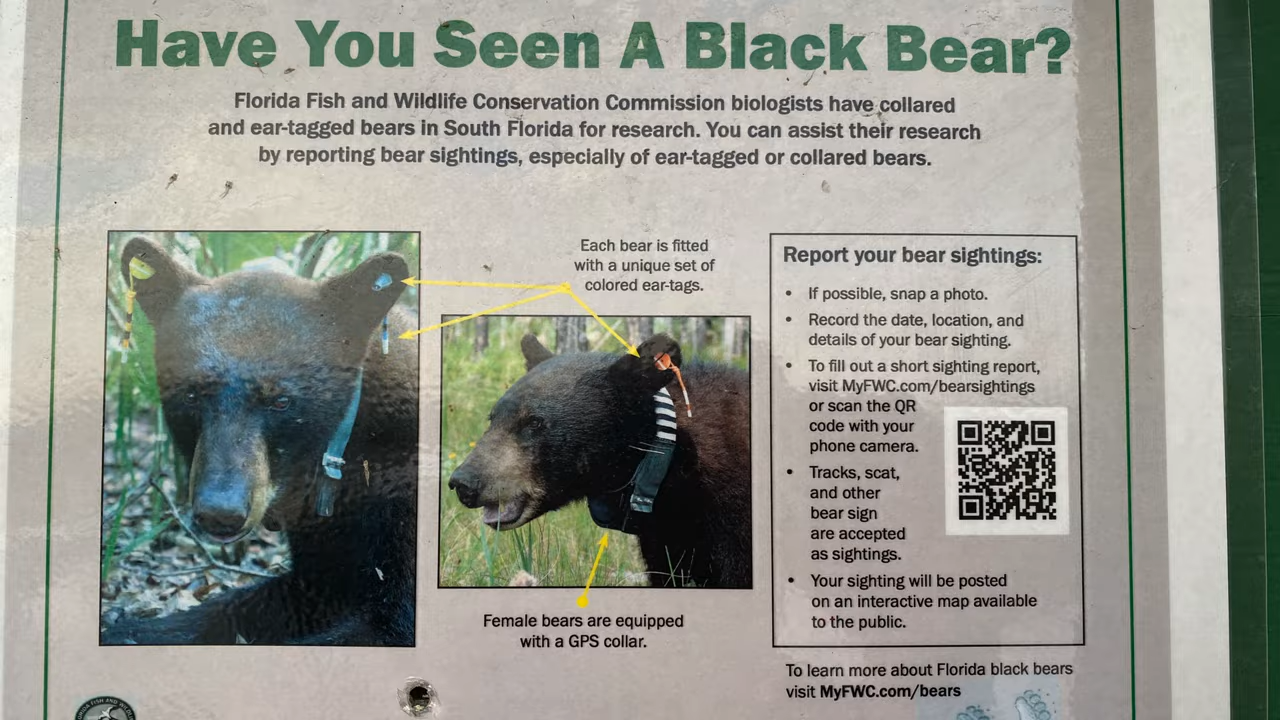 Have You Seen A Black Bear?
Florida Fish and Wildlife Conservation Commission biologists have collared
and ear-tagged bears in South Florida for research. You can assist their research
by reporting bear sightings, especially of ear-tagged or collared bears.
Each bear is fitted
with a unique set of
colored ear-tags.
Female bears are equipped
with a GPS collar.
Report your bear sightings:
• If possible, snap a photo.
• Record the date, location, and
details of your bear sighting.
• To fill out a short sighting report,
visit MyFWC.com/bearsightings
or scan the QR
code with your
phone camera.
• Tracks, scat,
and other
bear sign
are accepted
as sightings.
• Your sighting will be posted
on an interactive map available
to the public.
To learn more about Florida black bears
visit MyFWC.com/bears
FISH AND